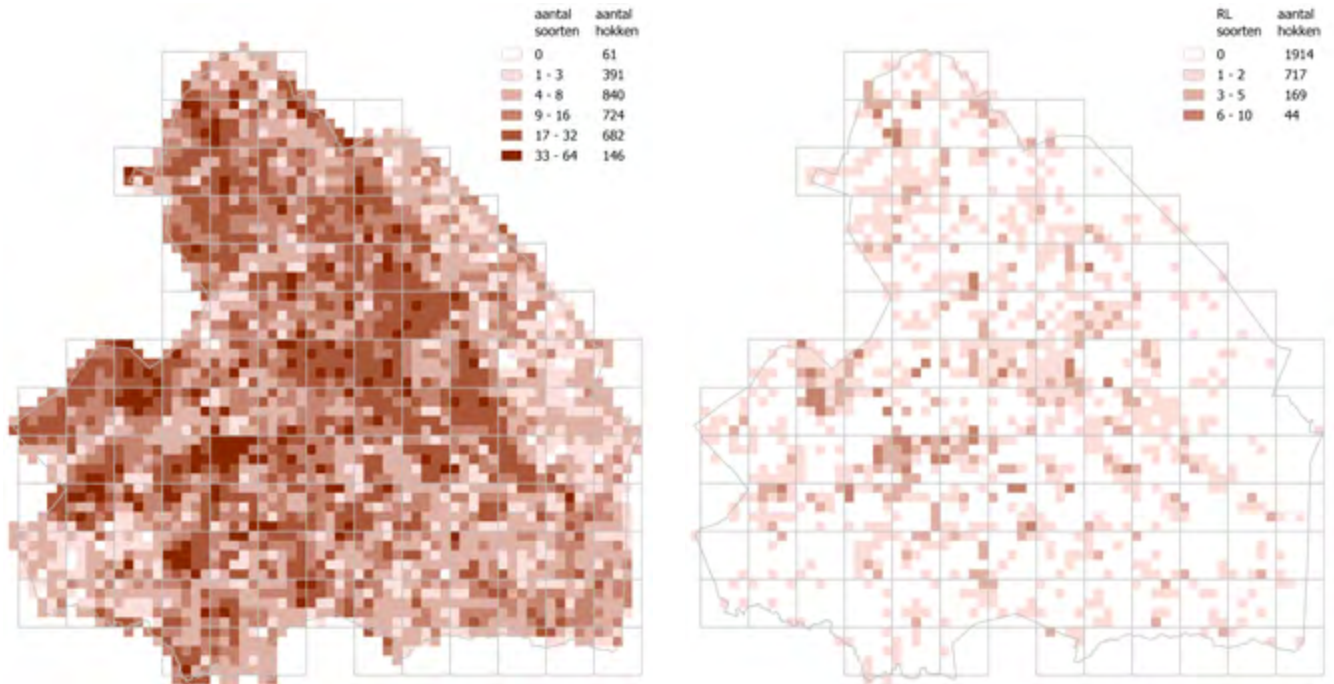 aantal aantal
soorten hokken
0 61
1 - 3 391
4 - 8 840
9 - 16 724
17 - 32 682
33 - 64 146
RL aantal
soorten hokken
0 1914
1 - 2 717
3 - 5 169
6 - 10 44